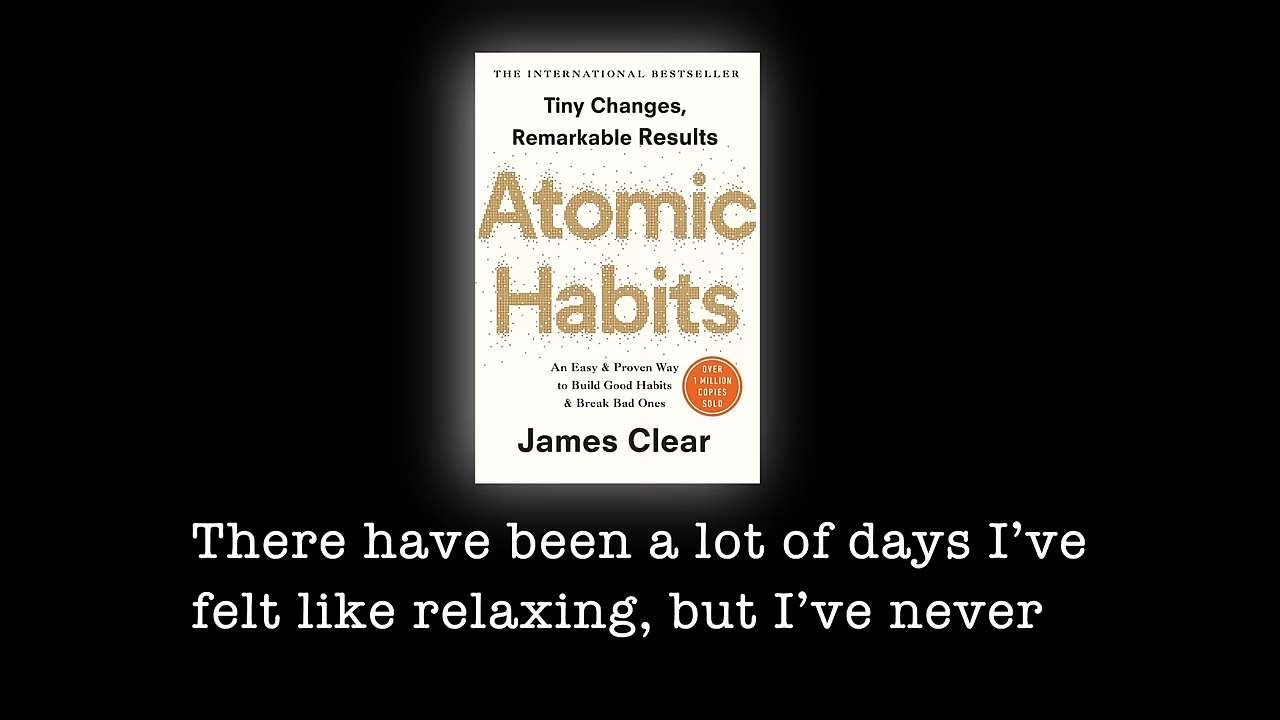 THE INTERNATIONAL BESTSELLER
Tiny Changes,
Remarkable Results
Atomic
Habits
An Easy & Proven Way
to Build Good Habits
& Break Bad Ones
OVER
1 MILLION
COPIES
SOLD
James Clear
There have been a lot of days I’ve
felt like relaxing, but I’ve never